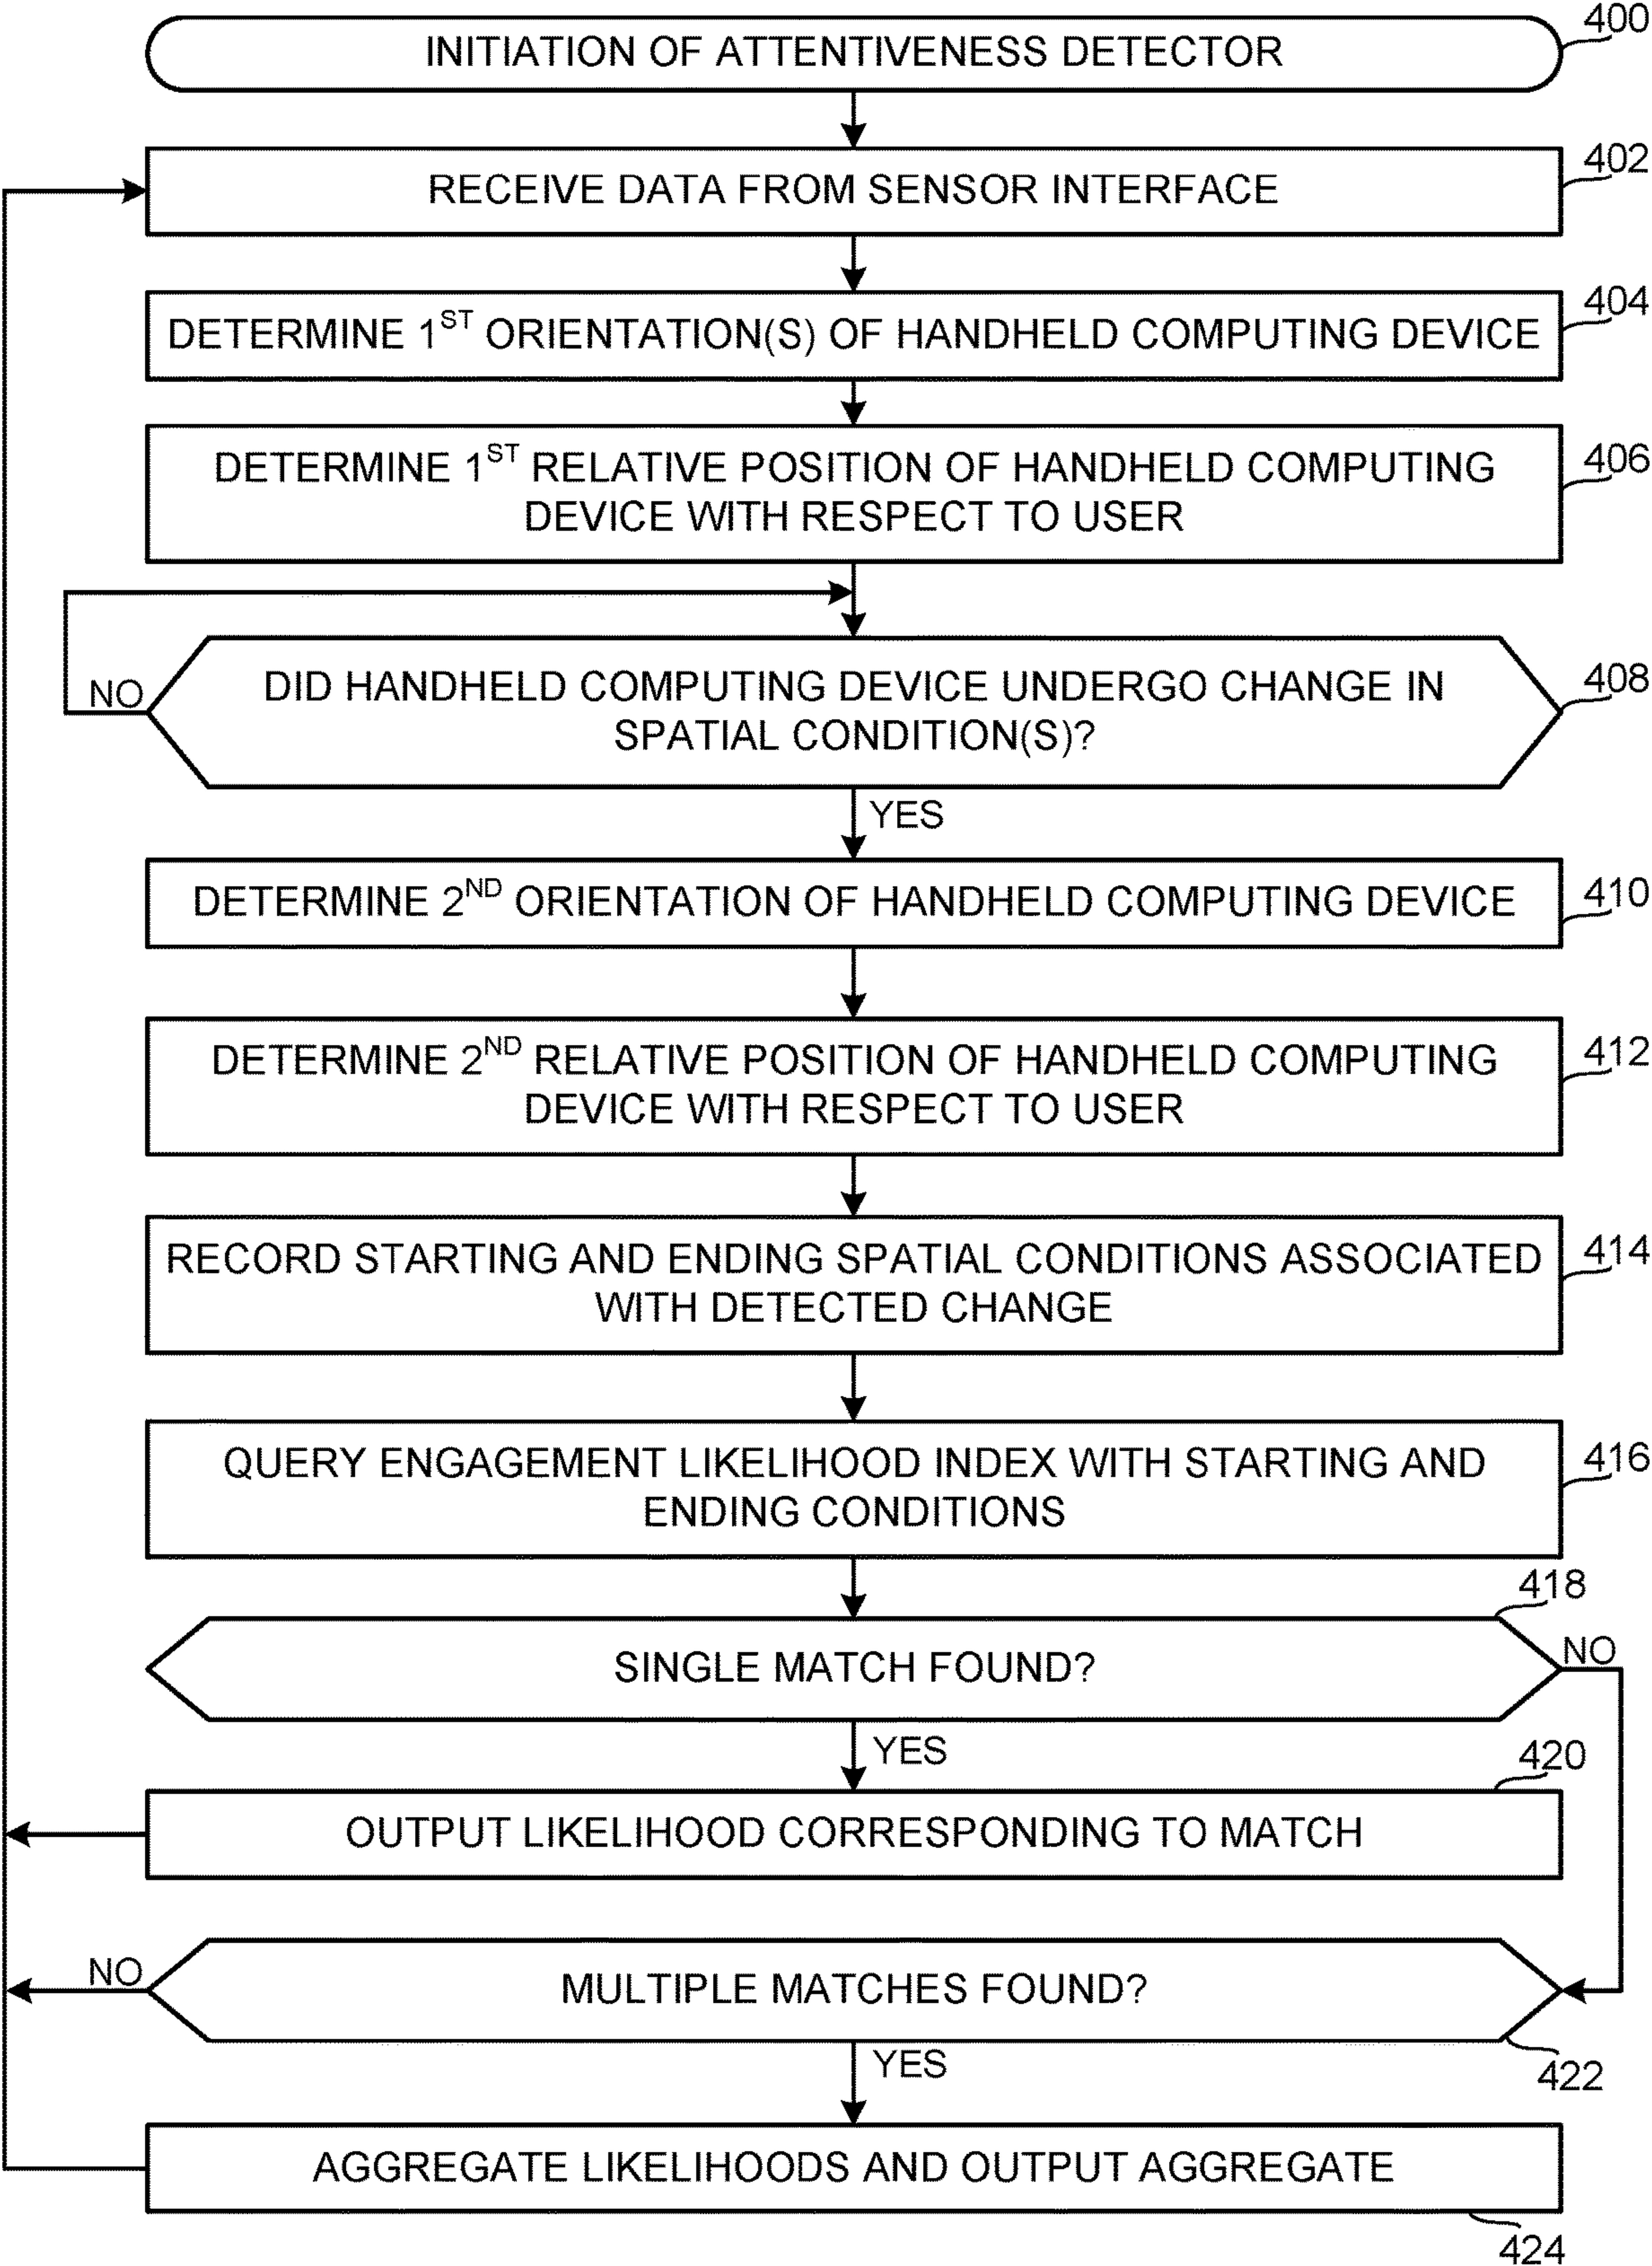 400
INITIATION OF ATTENTIVENESS DETECTOR
402
RECEIVE DATA FROM SENSOR INTERFACE
404
DETERMINE 1ST ORIENTATION(S) OF HANDHELD COMPUTING DEVICE
406
DETERMINE 1ST RELATIVE POSITION OF HANDHELD COMPUTING
DEVICE WITH RESPECT TO USER
408
NO
DID HANDHELD COMPUTING DEVICE UNDERGO CHANGE IN
SPATIAL CONDITION(S)?
YES
410
DETERMINE 2ND ORIENTATION OF HANDHELD COMPUTING DEVICE
412
DETERMINE 2ND RELATIVE POSITION OF HANDHELD COMPUTING
DEVICE WITH RESPECT TO USER
414
RECORD STARTING AND ENDING SPATIAL CONDITIONS ASSOCIATED
WITH DETECTED CHANGE
416
QUERY ENGAGEMENT LIKELIHOOD INDEX WITH STARTING AND
ENDING CONDITIONS
418
SINGLE MATCH FOUND?
NO
YES
420
OUTPUT LIKELIHOOD CORRESPONDING TO MATCH
NO
MULTIPLE MATCHES FOUND?
422
YES
AGGREGATE LIKELIHOODS AND OUTPUT AGGREGATE
424